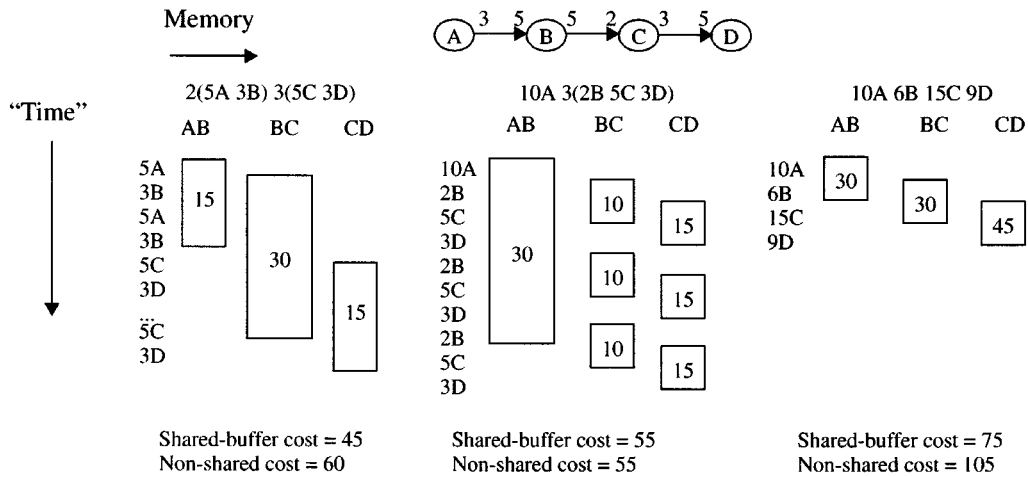 Memory
3 5 5 2 3 5
A B C D
"Time"
2(5A 3B) 3(5C 3D)
AB BC CD
5A
3B
5A
3B
5C
3D
...
5C
3D
15
30
15
Shared-buffer cost = 45
Non-shared cost = 60
10A 3(2B 5C 3D)
AB BC CD
10A
2B
5C
3D
2B
5C
3D
2B
5C
3D
30
10
15
10
15
10
15
Shared-buffer cost = 55
Non-shared cost = 55
10A 6B 15C 9D
AB BC CD
10A
6B
15C
9D
30
30
45
Shared-buffer cost = 75
Non-shared cost = 105